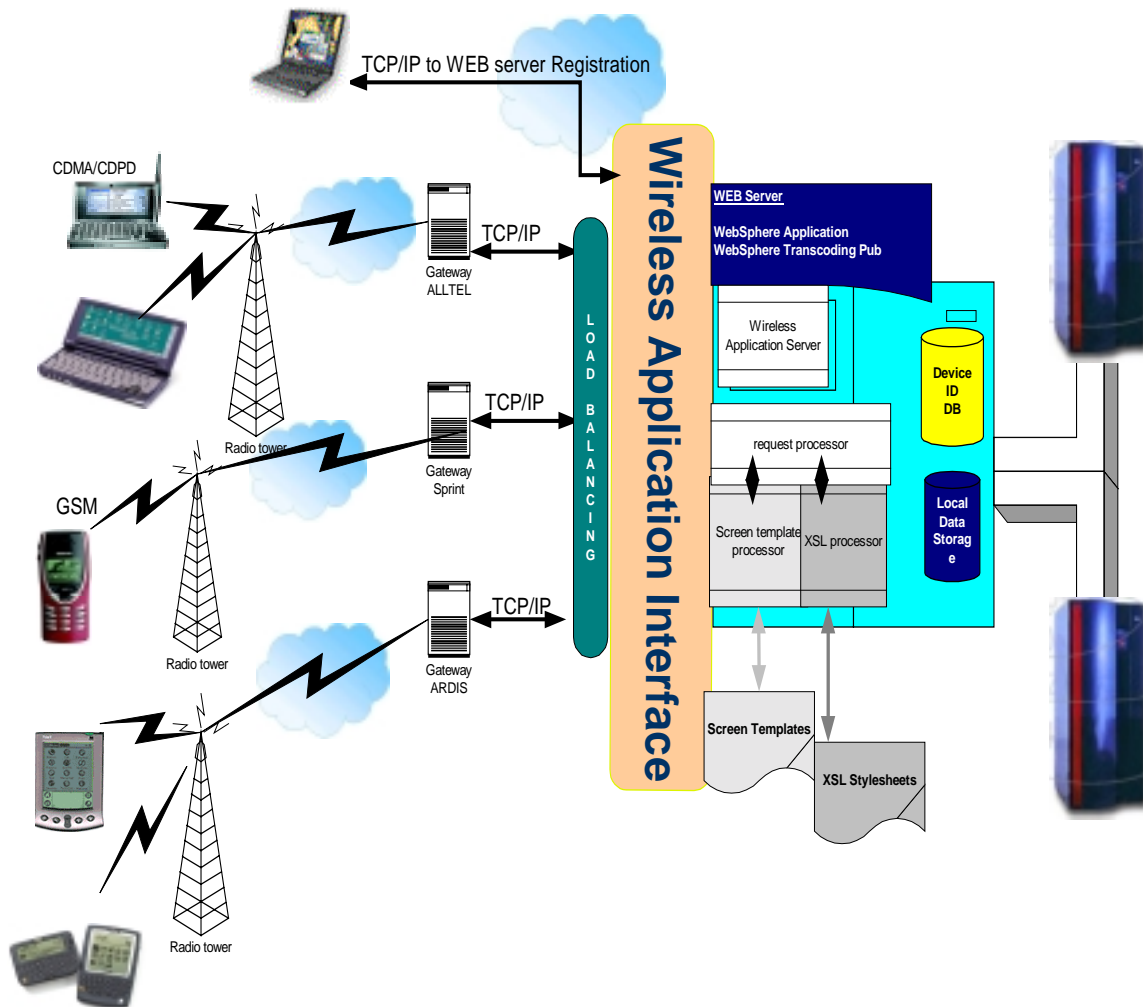 TCP/IP to WEB server Registration
CDMA/CDPD
TCP/IP
Gateway
ALLTEL
Radio tower
TCP/IP
Gateway
Sprint
GSM
Radio tower
TCP/IP
Gateway
ARDIS
Radio tower
LOAD BALANCING
Wireless Application Interface
WEB Server
WebSphere Application
WebSphere Transcoding Pub
Wireless
Application Server
Device
ID
DB
request processor
Screen template
processor
XSL processor
Local
Data
Storag
e
Screen Templates
XSL Stylesheets